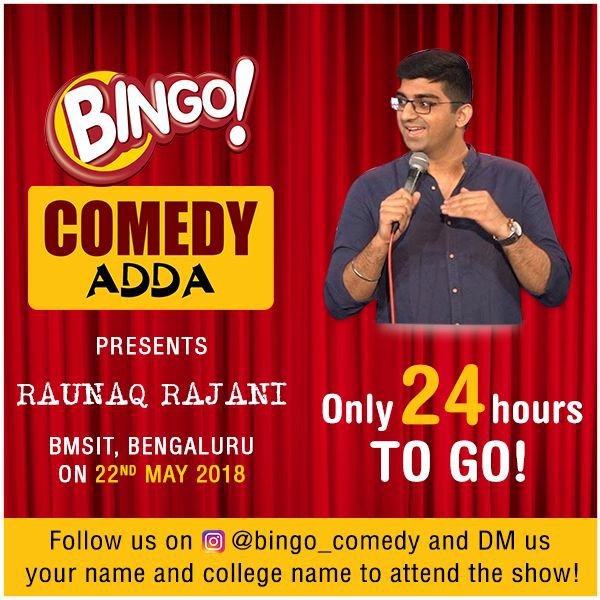 BINGO!
COMEDY
ADDA
PRESENTS
RAUNAQ RAJANI
BMSIT, BENGALURU
ON 22ND MAY 2018
Only 24 hours
TO GO!
Follow us on @bingo_comedy and DM us
your name and college name to attend the show!